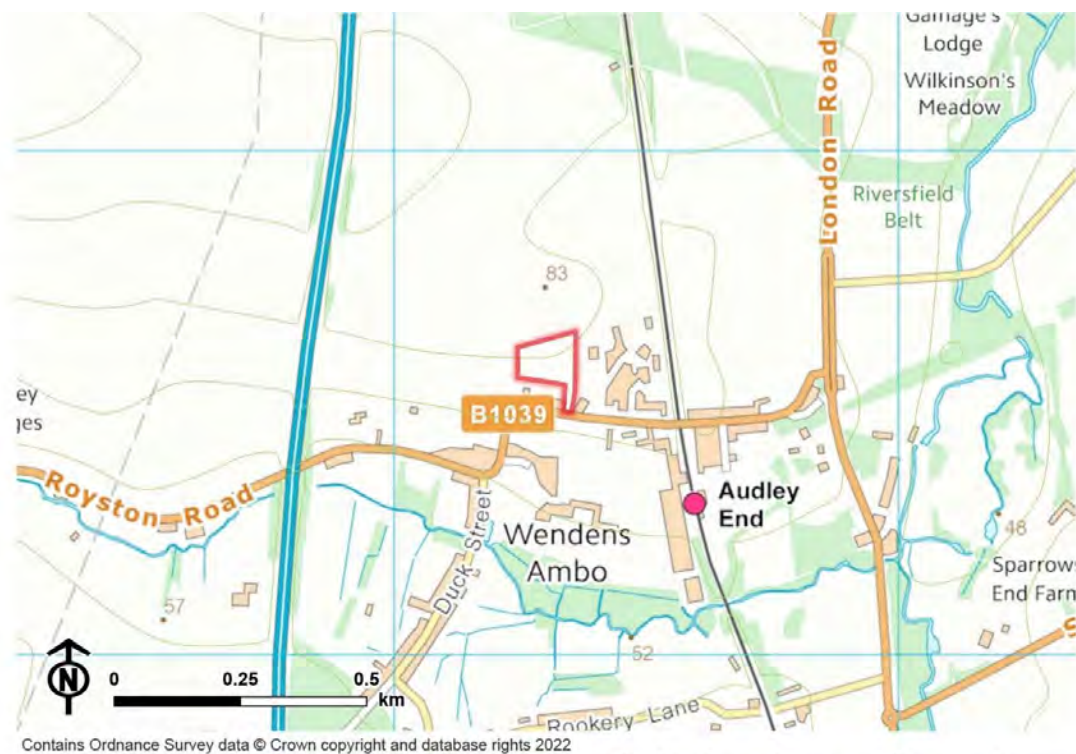 Gamage's
Lodge
Wilkinson's
Meadow
London Road
Riversfield
Belt
83
ey
ges
B1039
Royston Road
Audley
End
Duck Street
Wendens
Ambo
48
Sparrows
End Farm
57
52
N
0 0.25 0.5
km
Rookery Lane
S
Contains Ordnance Survey data © Crown copyright and database rights 2022